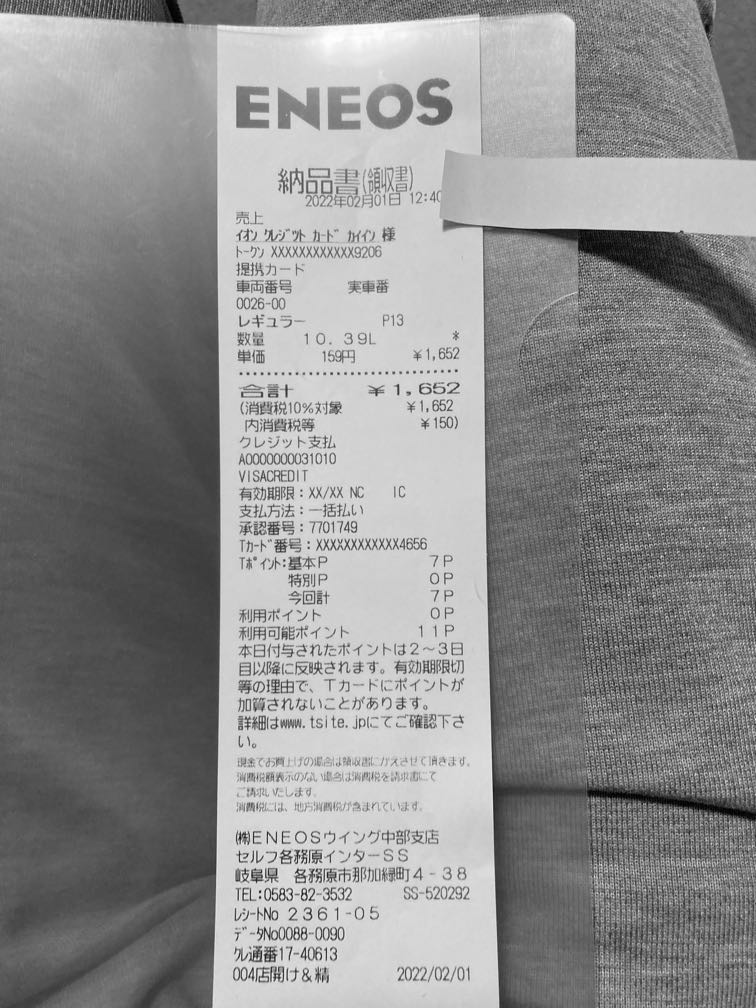 ENEOS
納品書(領収書)
2022年02月01日 12:40
売上
イオン クレジット カード カイイン 様
トークン XXXXXXXXXXXX9206
提携カード
車両番号 実車番
0026-00
レギュラー P13
数量 10.39L *
単価 159円 ¥1,652
合計 ¥1,652
(消費税10%対象 ¥1,652
内消費税等 ¥150)
クレジット支払
A0000000031010
VISACREDIT
有効期限:XX/XX NC IC
支払方法:一括払い
承認番号:7701749
Tカード番号:XXXXXXXXXXXX4656
Tポイント:基本P 7P
特別P 0P
今回計 7P
利用ポイント 0P
利用可能ポイント 11P
本日付与されたポイントは2~3日
目以降に反映されます。有効期限切
等の理由で、Tカードにポイントが
加算されないことがあります。
詳細はwww.tsite.jpにてご確認下さ
い。
現金でお買上げの場合は領収書にかえさせて頂きます。
消費税額表示のない場合は消費税を請求書にて
ご請求いたします。
消費税には、地方消費税が含まれています。
㈱ENEOSウイング中部支店
セルフ各務原インターSS
岐阜県 各務原市那加緑町4-38
TEL:0583-82-3532 SS-520292
レシートNo 2361-05
データNo0088-0090
クレ通番17-40613
004店開け&精 2022/02/01